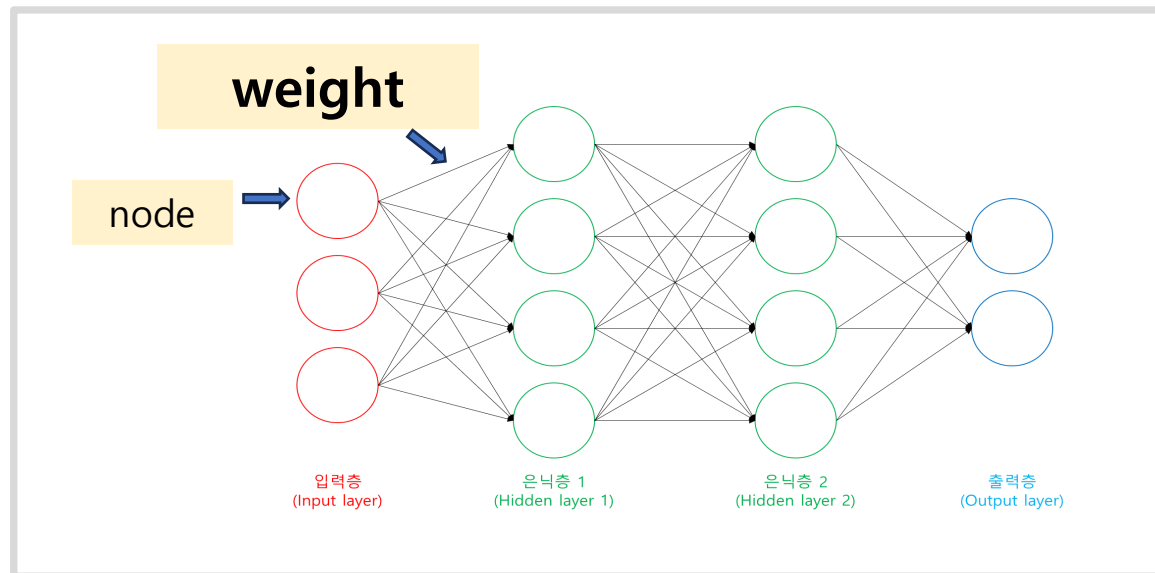 weight
node
입력층
(Input layer)
은닉층 1
(Hidden layer 1)
은닉층 2
(Hidden layer 2)
출력층
(Output layer)